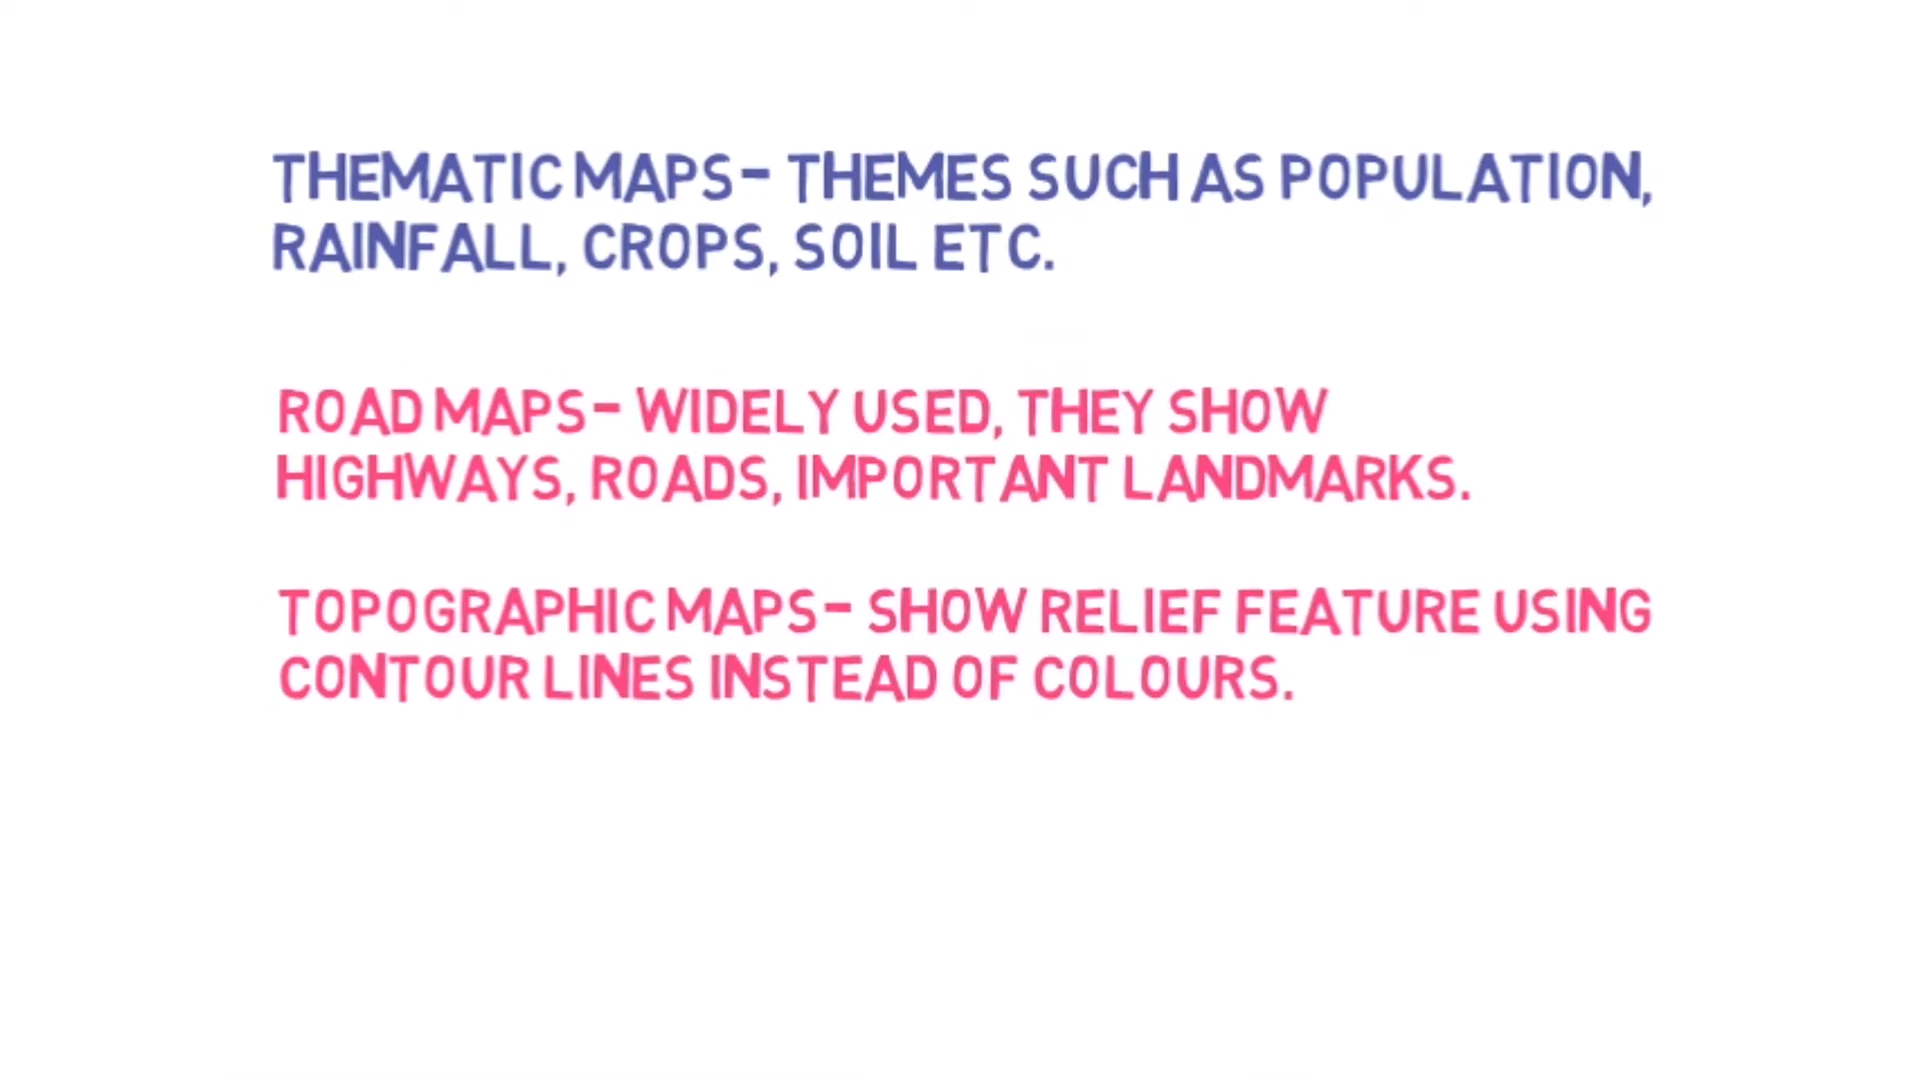 THEMATIC MAPS- THEMES SUCH AS POPULATION,
RAINFALL, CROPS, SOIL ETC.
ROAD MAPS- WIDELY USED, THEY SHOW
HIGHWAYS, ROADS, IMPORTANT LANDMARKS.
TOPOGRAPHIC MAPS- SHOW RELIEF FEATURE USING
CONTOUR LINES INSTEAD OF COLOURS.